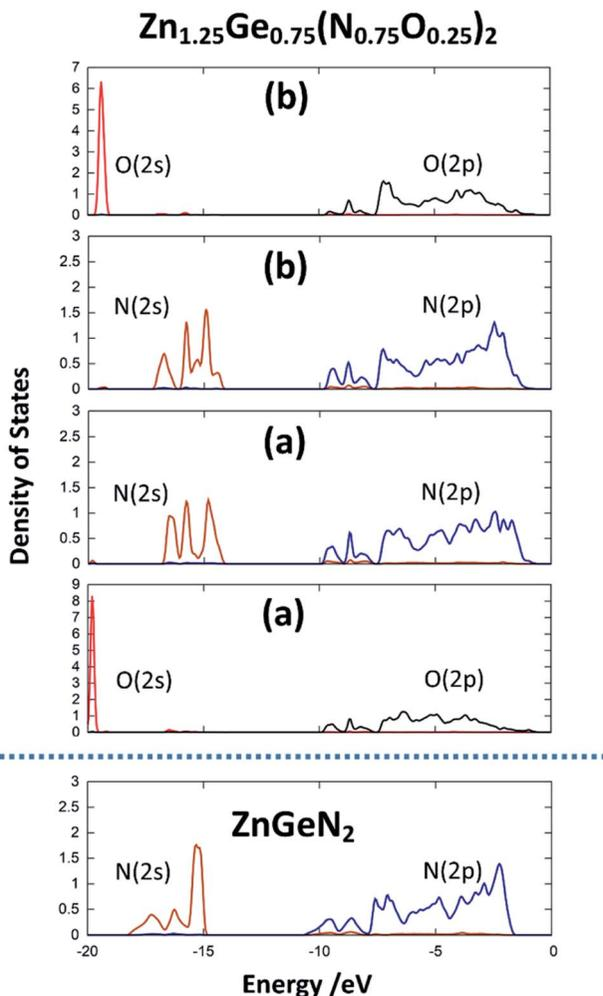 Zn₁.₂₅Ge₀.₇₅(N₀.₇₅O₀.₂₅)₂
7
6
5
4
3
2
1
0
(b)
O(2s)
O(2p)
3
2.5
2
1.5
1
0.5
0
(b)
N(2s)
N(2p)
Density of States
3
2.5
2
1.5
1
0.5
0
(a)
N(2s)
N(2p)
9
8
7
6
5
4
3
2
1
0
(a)
O(2s)
O(2p)
3
2.5
2
1.5
1
0.5
0
ZnGeN₂
N(2s)
N(2p)
-20 -15 -10 -5 0
Energy /eV